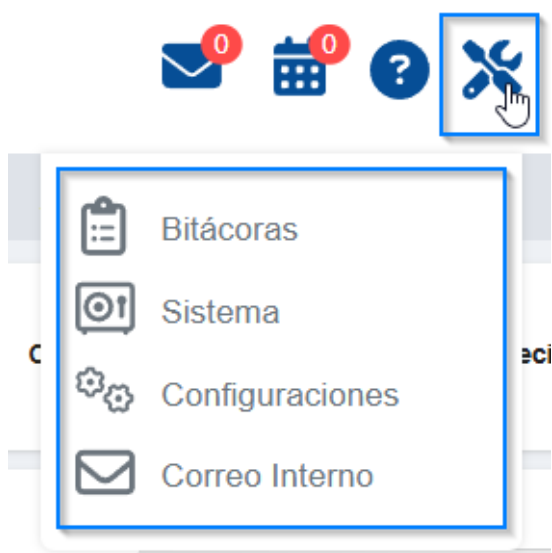 0
0
?
Bitácoras
Sistema
Configuraciones
Correo Interno